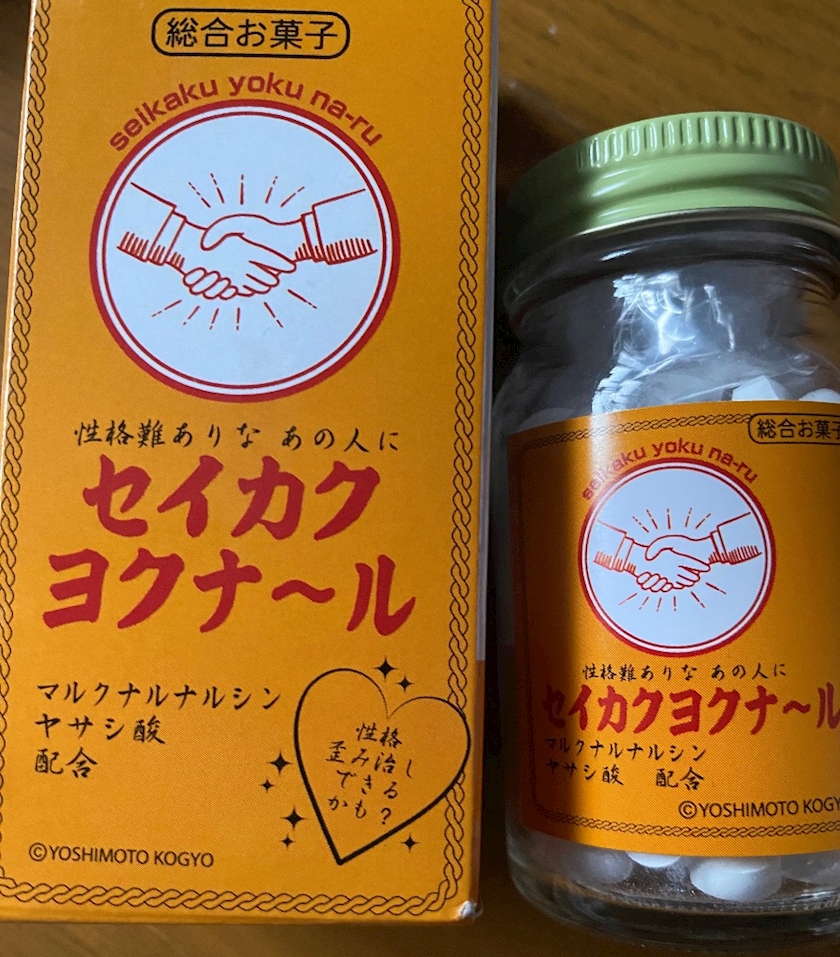 総合お菓子
seikaku yoku na-ru
性格難ありな あの人に
セイカク
ヨクナ〜ル
マルクナルナルシン
ヤサシ酸
配合
性格
歪み治し
できる
かも?
©YOSHIMOTO KOGYO
総合お菓子
seikaku yoku na-ru
性格難ありな あの人に
セイカクヨクナ〜ル
マルクナルナルシン
ヤサシ酸 配合
©YOSHIMOTO KOGY